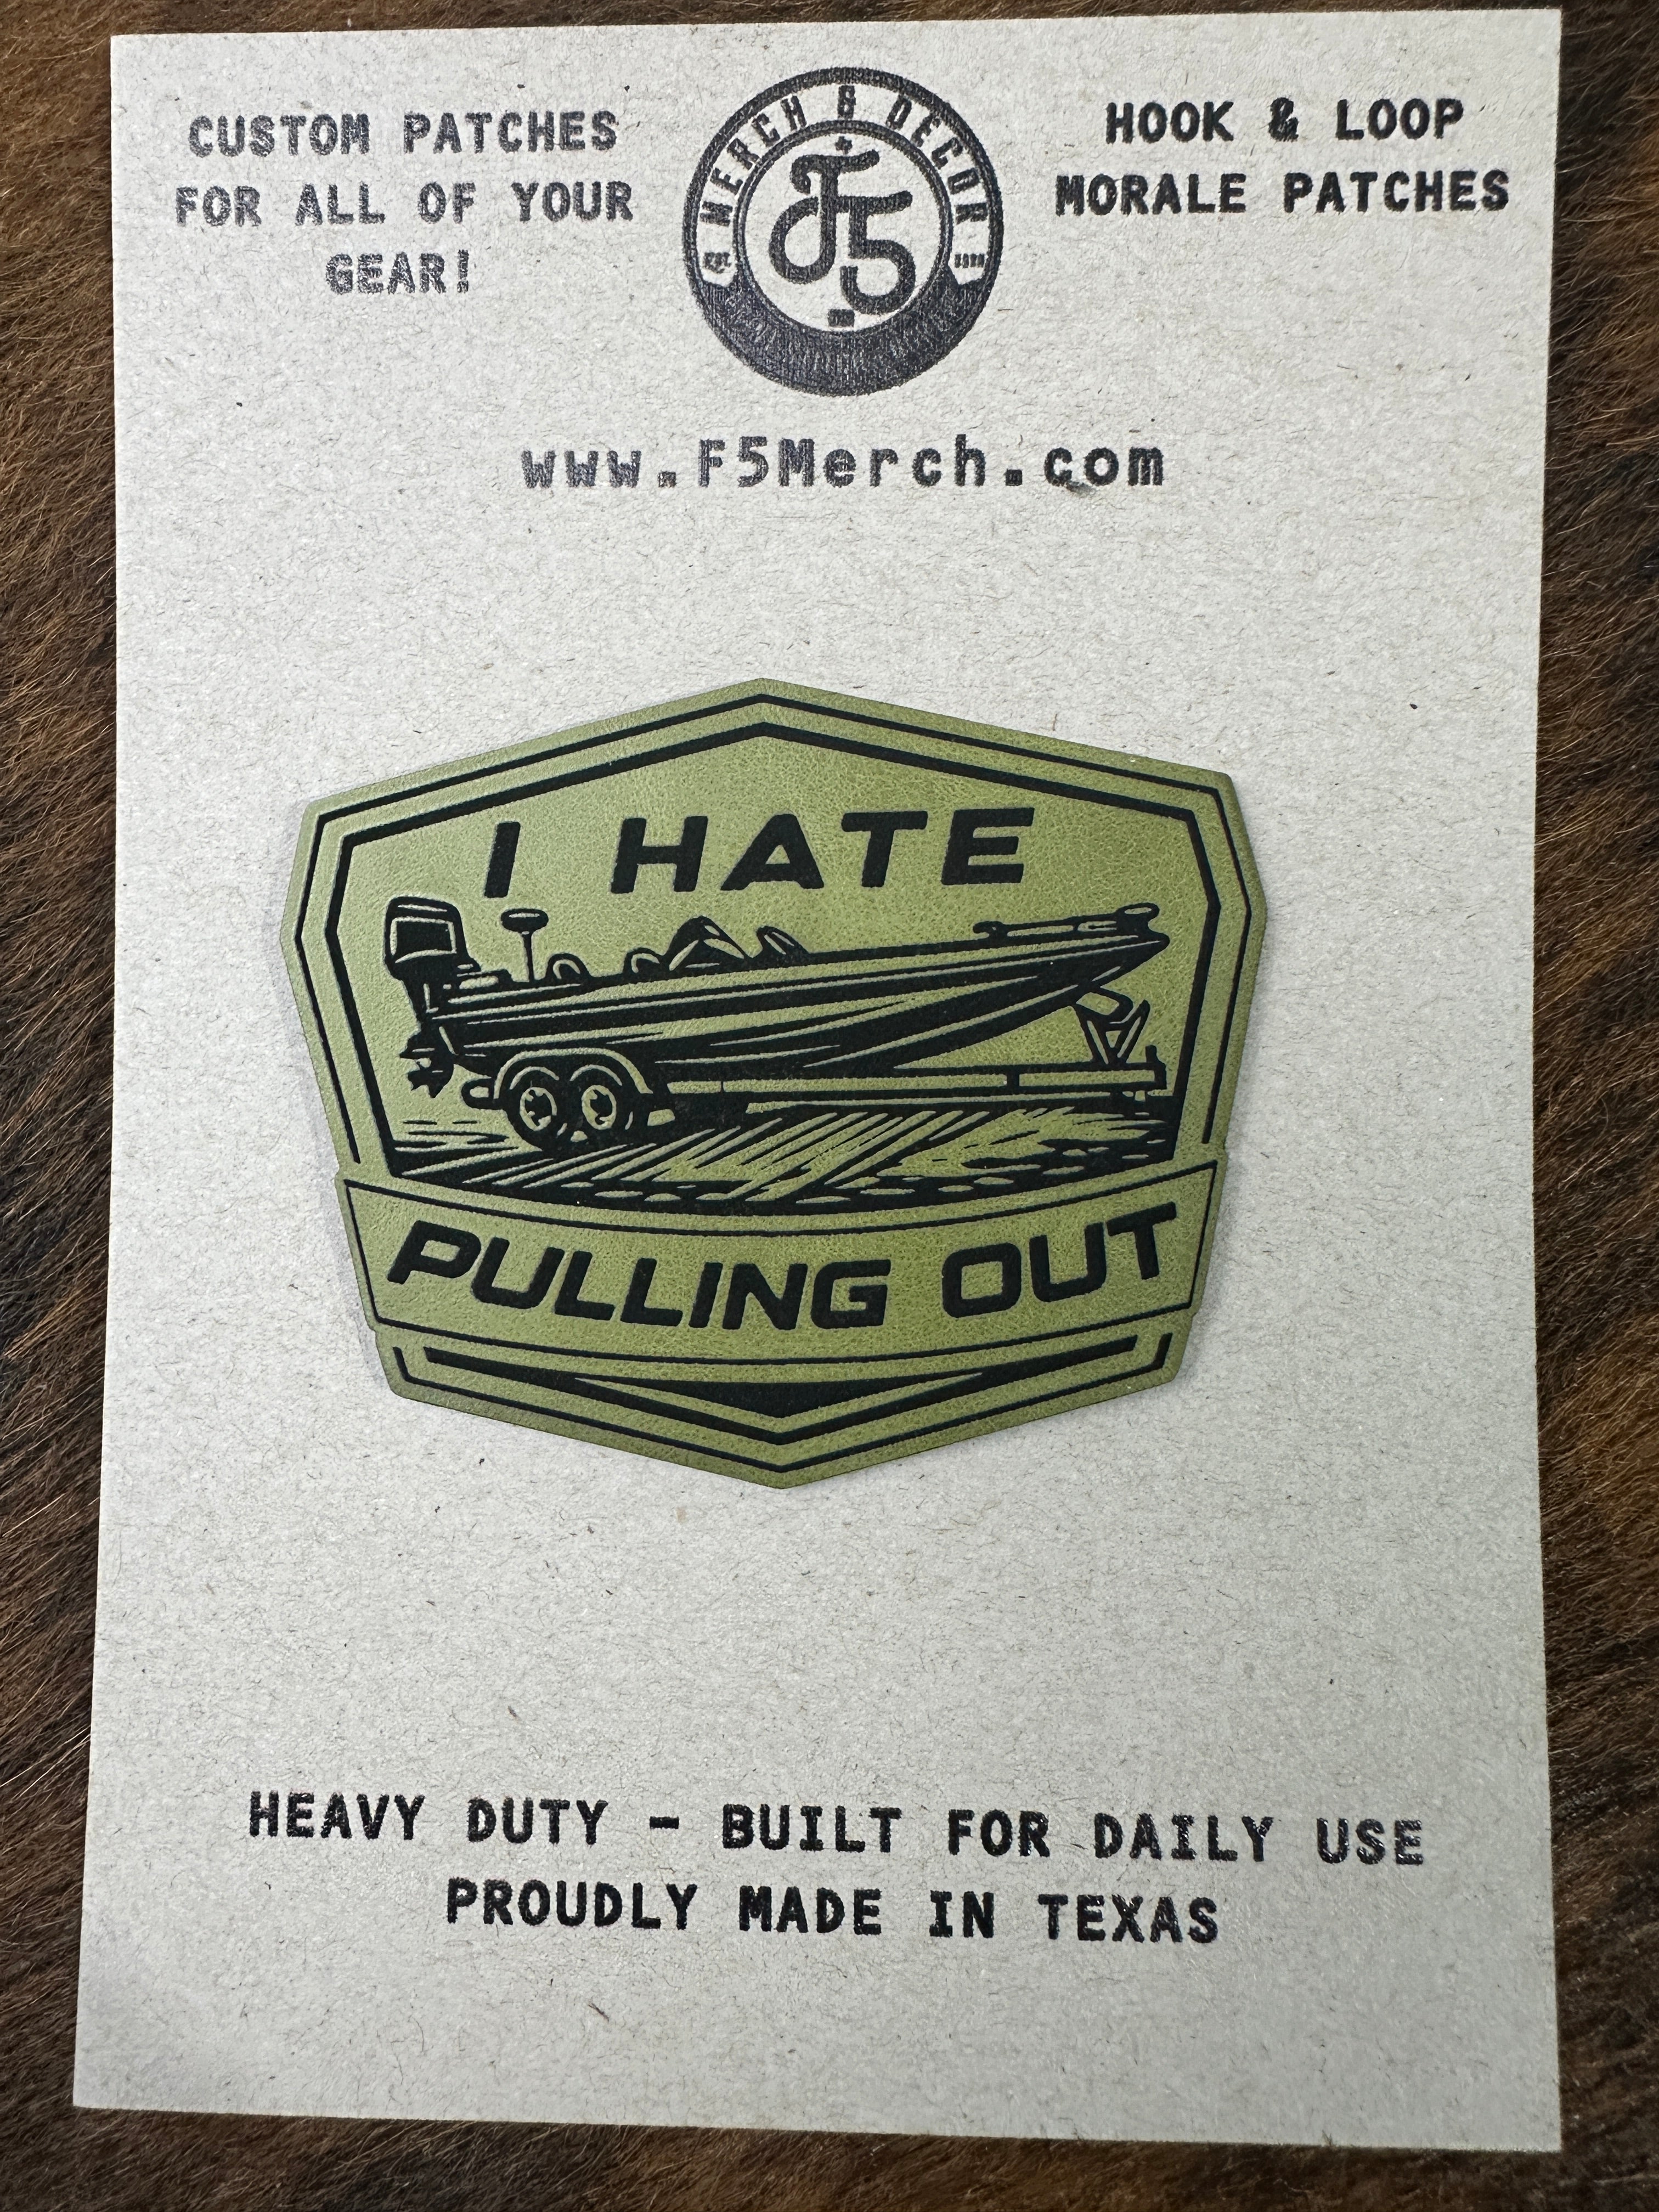 CUSTOM PATCHES
FOR ALL OF YOUR
GEAR!
MERCH & DECOR
EST.
F5
HOOK & LOOP
MORALE PATCHES
www.F5Merch.com
I HATE
PULLING OUT
HEAVY DUTY - BUILT FOR DAILY USE
PROUDLY MADE IN TEXAS